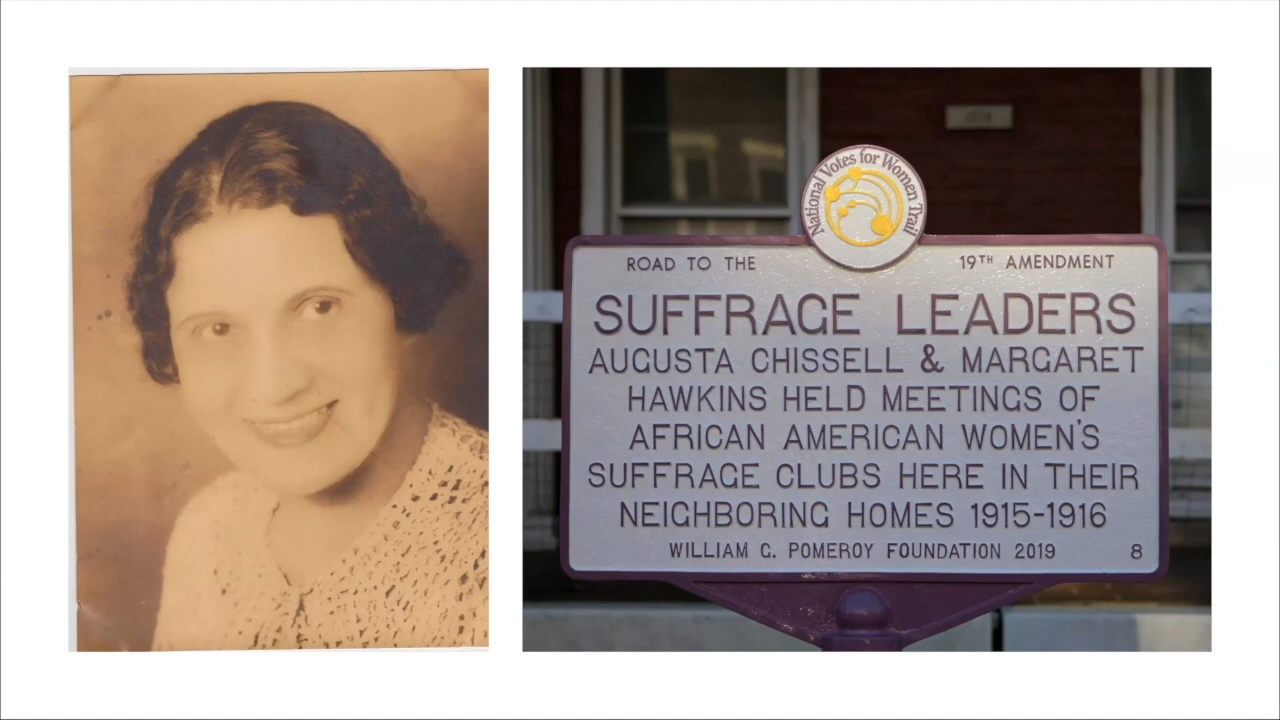 National Votes for Women Trail
ROAD TO THE 19TH AMENDMENT
SUFFRAGE LEADERS
AUGUSTA CHISSELL & MARGARET
HAWKINS HELD MEETINGS OF
AFRICAN AMERICAN WOMEN'S
SUFFRAGE CLUBS HERE IN THEIR
NEIGHBORING HOMES 1915-1916
WILLIAM G. POMEROY FOUNDATION 2019 8